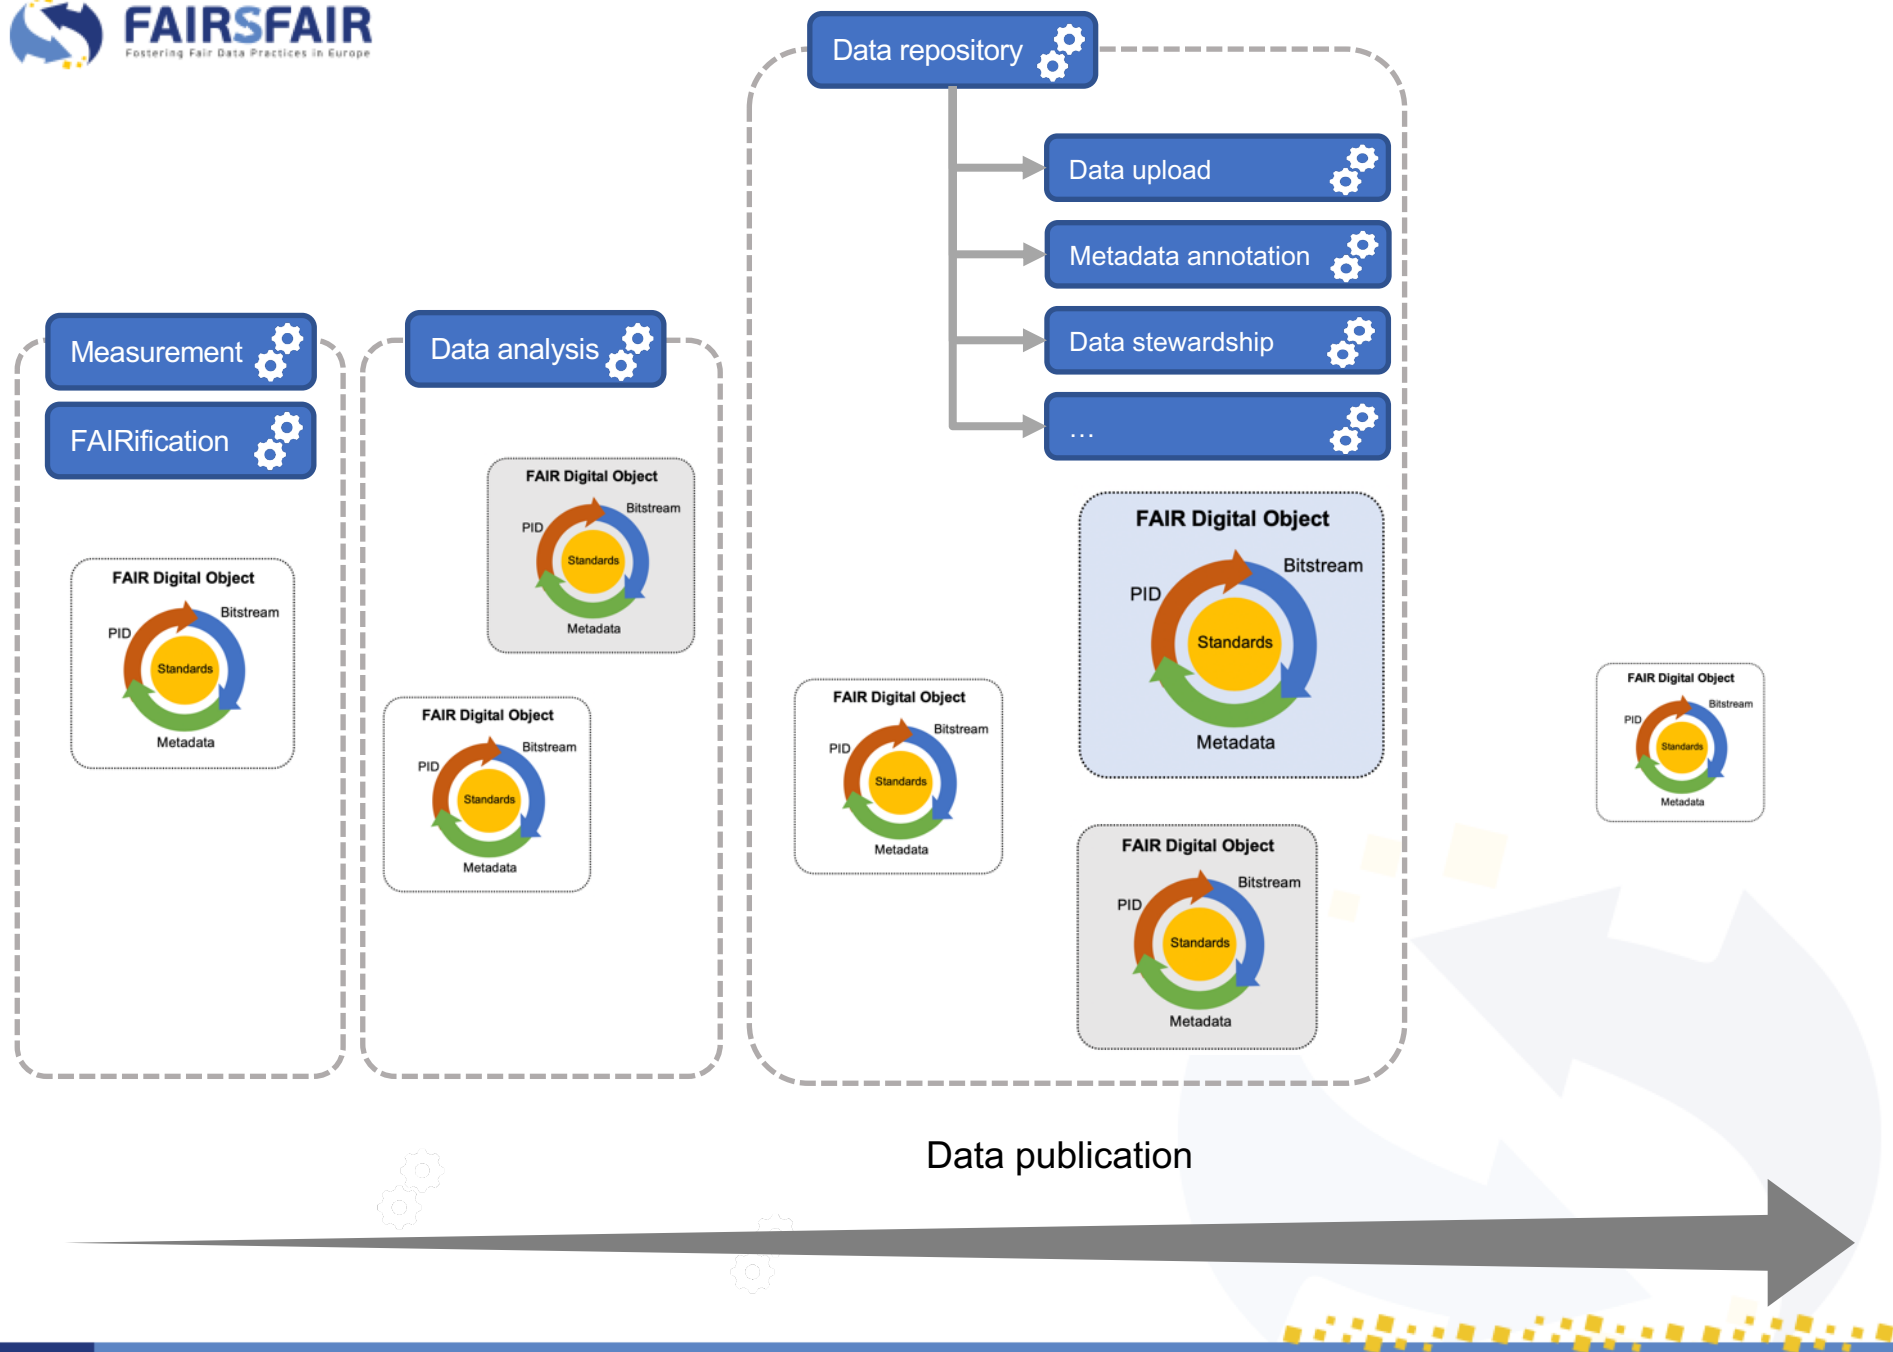 FAIRSFAIR
Fostering Fair Data Practices in Europe
Data repository
Data upload
Metadata annotation
Data stewardship
…
Measurement
FAIRification
Data analysis
FAIR Digital Object
PID
Bitstream
Standards
Metadata
FAIR Digital Object
PID
Bitstream
Standards
Metadata
FAIR Digital Object
PID
Bitstream
Standards
Metadata
FAIR Digital Object
PID
Bitstream
Standards
Metadata
FAIR Digital Object
PID
Bitstream
Standards
Metadata
FAIR Digital Object
PID
Bitstream
Standards
Metadata
FAIR Digital Object
PID
Bitstream
Standards
Metadata
Data publication